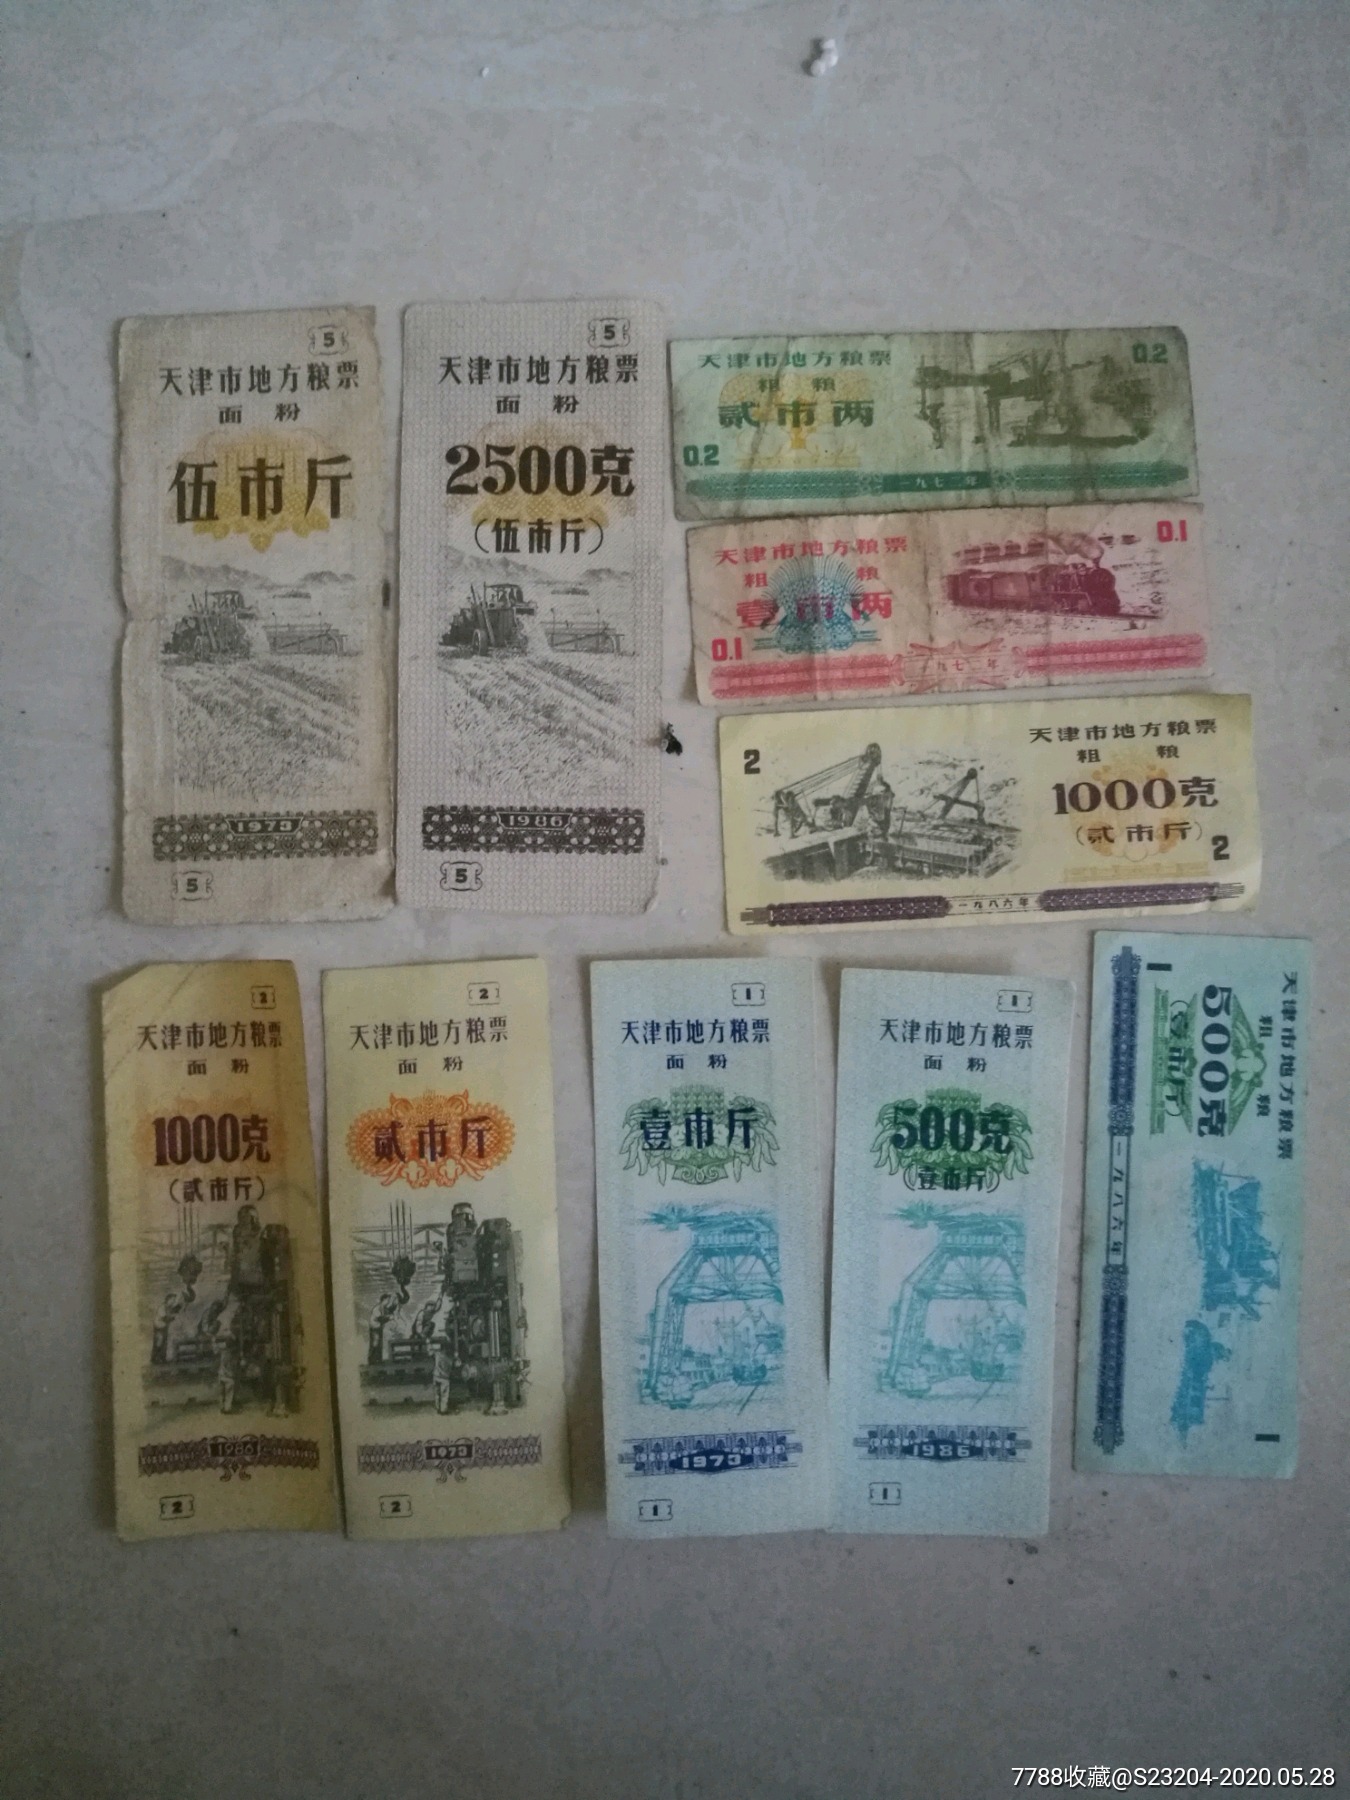 5
天津市地方粮票
面 粉
伍市斤
1973
5
5
天津市地方粮票
面 粉
2500克
(伍市斤)
1986
5
天津市地方粮票
粗 粮
贰市两
0.2
0.2
一九七二年
天津市地方粮票
粗 粮
壹市两
0.1
0.1
2
天津市地方粮票
粗 粮
1000克
(贰市斤)
2
一九八六年
2
天津市地方粮票
面 粉
1000克
(贰市斤)
1986
2
2
天津市地方粮票
面 粉
贰市斤
1973
2
1
天津市地方粮票
面 粉
壹市斤
1973
1
1
天津市地方粮票
面 粉
500克
(壹市斤)
1986
1
天津市地方粮票
粗 粮
500克
(壹市斤)
1
一九八六年
1
7788收藏@S23204-2020.05.28